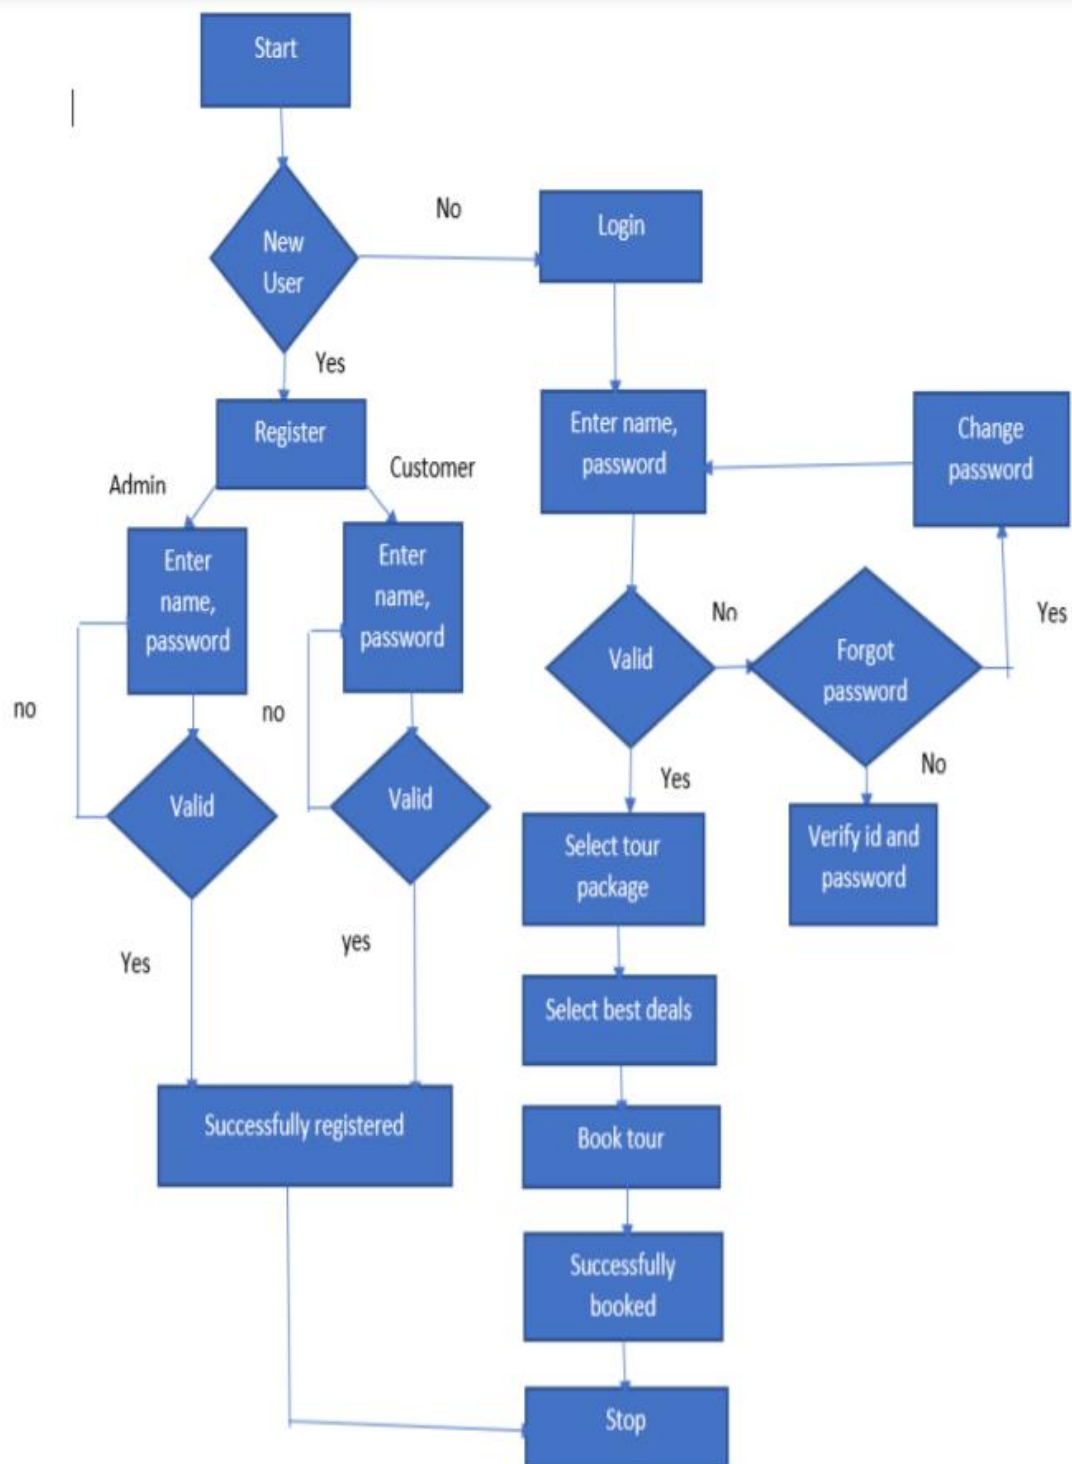 Start
New
User
No
Login
Yes
Register
Admin
Customer
Enter
name,
password
Enter
name,
password
no
no
Valid
Valid
Yes
yes
Successfully registered
Enter name,
password
Change
password
Valid
No
Forgot
password
Yes
No
Verify id and
password
Yes
Select tour
package
Select best deals
Book tour
Successfully
booked
Stop